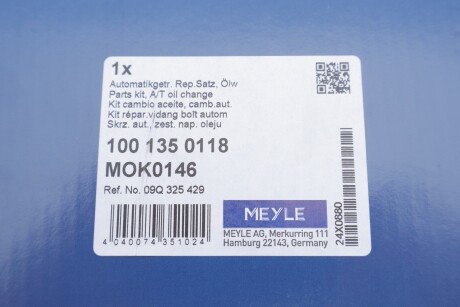 1x
Automatikgetr. Rep.Satz, Ölw
Parts kit, A/T oil change
Kit cambio aceite, camb.aut.
Kit répar.vidang boît autom
Skrz. aut., zest. nap. oleju
100 135 0118
MOK0146
Ref. No. 09Q 325 429
MEYLE
MEYLE AG, Merkurring 111
Hamburg 22143, Germany
4 040074 351024
24X0880